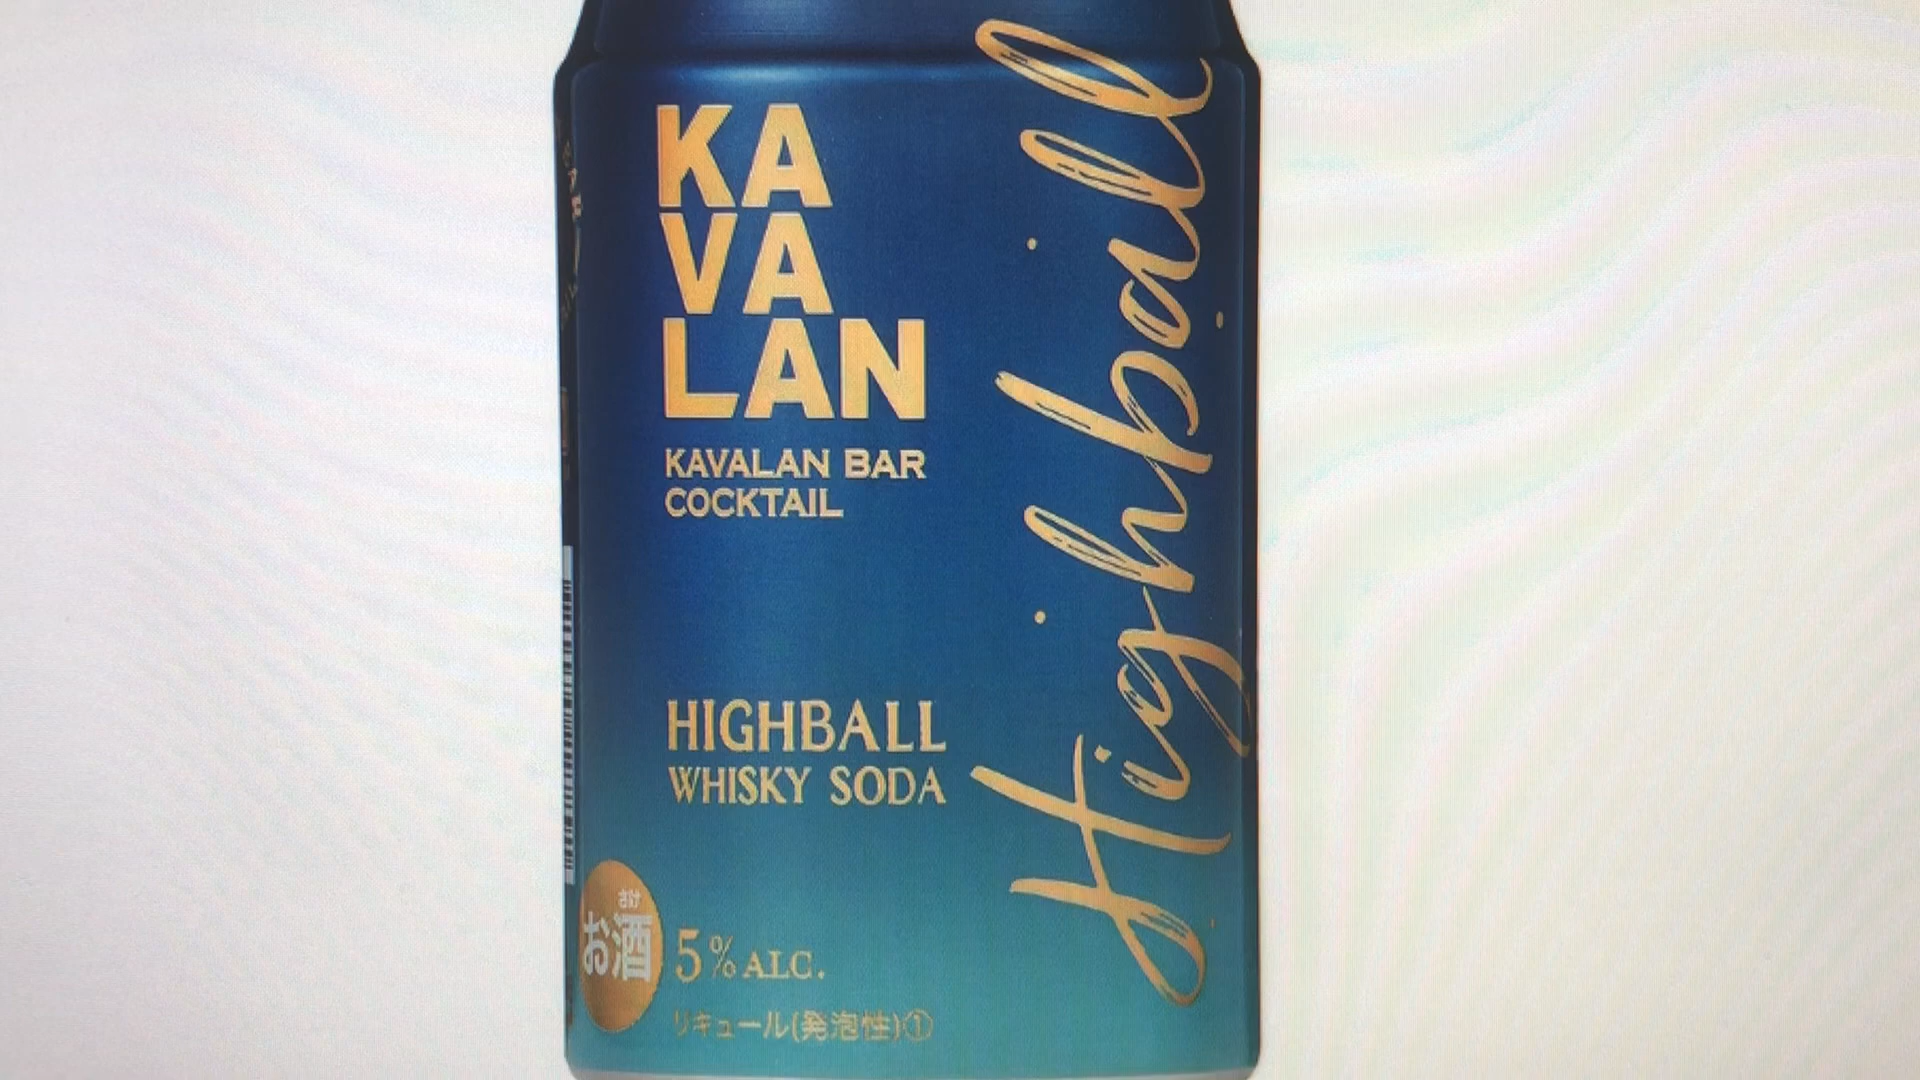 KA
VA
LAN
KAVALAN BAR
COCKTAIL
HIGHBALL
WHISKY SODA
Highball
おさけ
お酒
5% ALC.
リキュール(発泡性)①